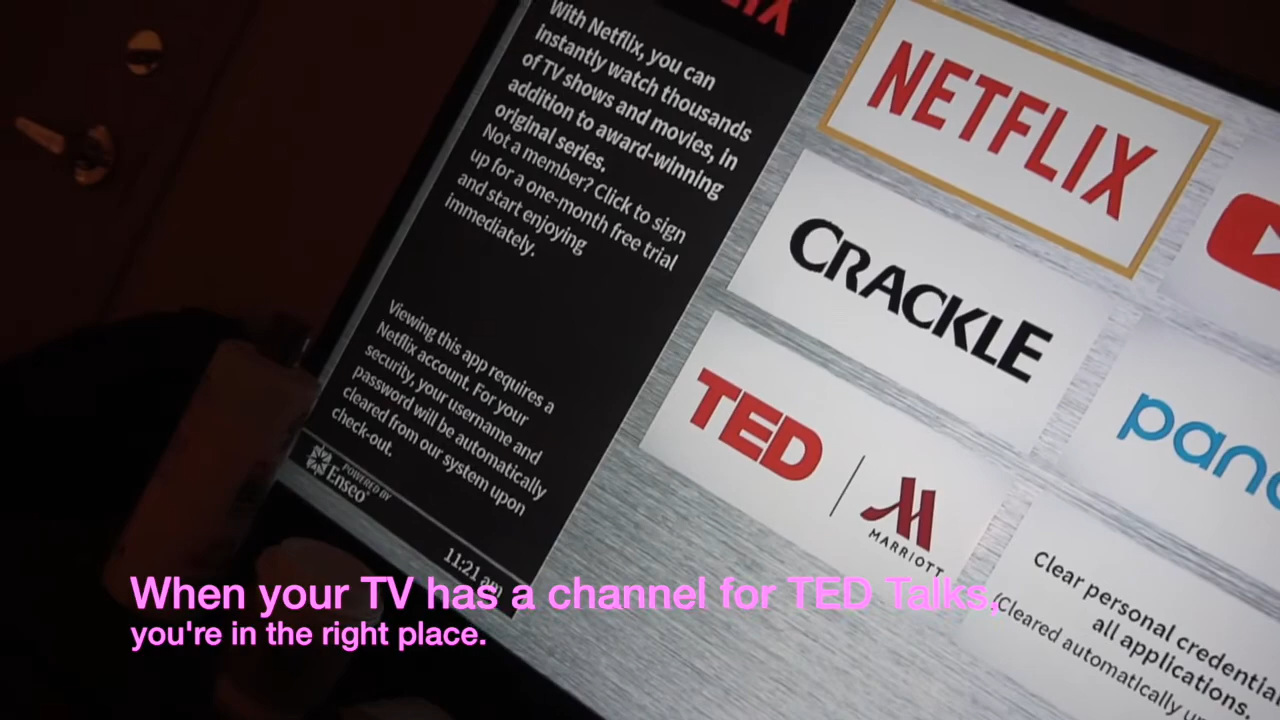 With Netflix, you can
instantly watch thousands
of TV shows and movies, in
addition to award-winning
original series.
Not a member? Click to sign
up for a one-month free trial
and start enjoying
immediately.
Viewing this app requires a
Netflix account. For your
security, your username and
password will be automatically
cleared from our system upon
check-out.
POWERED BY
Enseo
11:21 am
NETFLIX
CRACKLE
TED
MARRIOTT
Clear personal
all applications.
(Cleared automatically
When your TV has a channel for TED Talks,
you're in the right place.